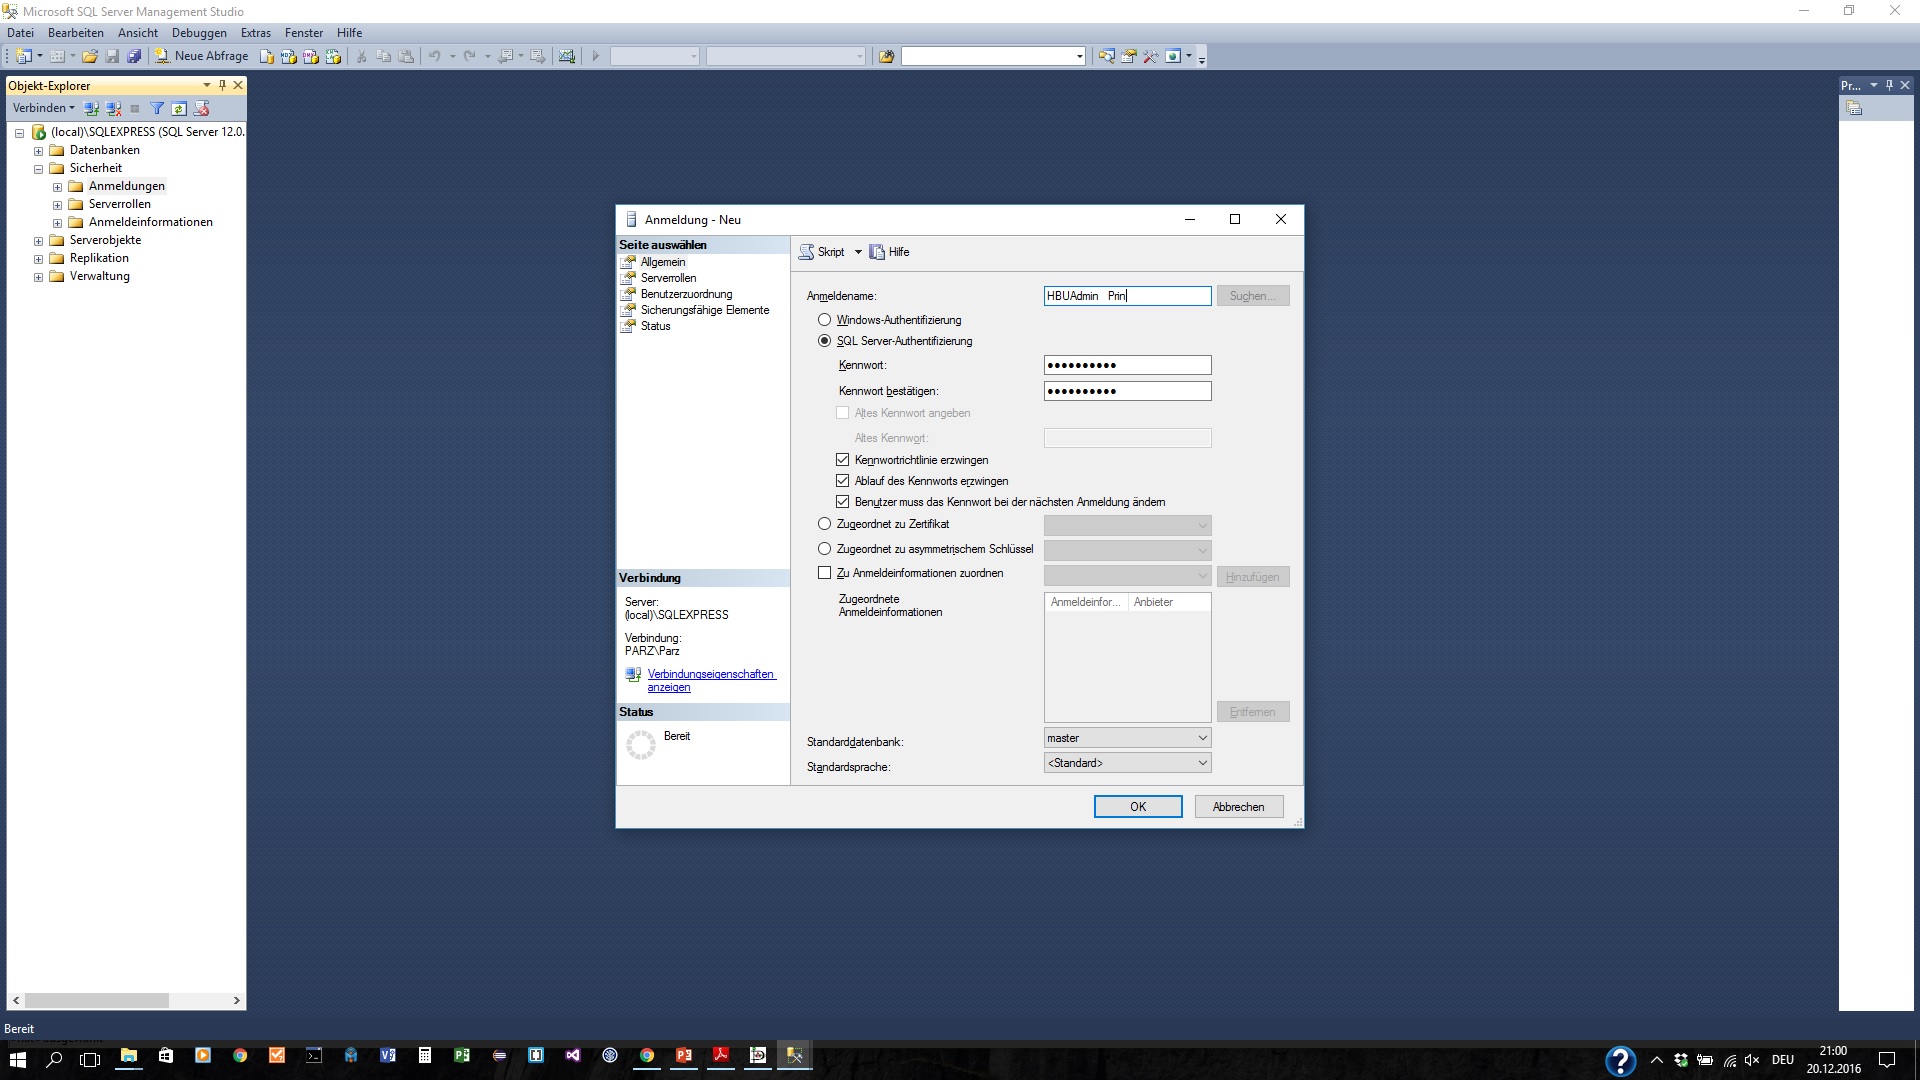 Microsoft SQL Server Management Studio
Datei Bearbeiten Ansicht Debuggen Extras Fenster Hilfe
Neue Abfrage
Objekt-Explorer
Pr...
Verbinden
(local)\SQLEXPRESS (SQL Server 12.0.
Datenbanken
Sicherheit
Anmeldungen
Serverrollen
Anmeldeinformationen
Serverobjekte
Replikation
Verwaltung
Anmeldung - Neu
Seite auswählen
Allgemein
Serverrollen
Benutzerzuordnung
Sicherungsfähige Elemente
Status
Verbindung
Server:
(local)\SQLEXPRESS
Verbindung:
PARZ\Parz
Verbindungseigenschaften
anzeigen
Status
Bereit
Skript Hilfe
Anmeldename: HBUAdmin Prin Suchen...
Windows-Authentifizierung
SQL Server-Authentifizierung
Kennwort: ●●●●●●●●●●
Kennwort bestätigen: ●●●●●●●●●●
Altes Kennwort angeben
Altes Kennwort:
Kennwortrichtlinie erzwingen
Ablauf des Kennworts erzwingen
Benutzer muss das Kennwort bei der nächsten Anmeldung ändern
Zugeordnet zu Zertifikat
Zugeordnet zu asymmetrischem Schlüssel
Zu Anmeldeinformationen zuordnen Hinzufügen
Zugeordnete
Anmeldeinformationen
Anmeldeinfor... Anbieter
Entfernen
Standarddatenbank: master
Standardsprache: <Standard>
OK Abbrechen
Bereit
DEU
21:00
20.12.2016